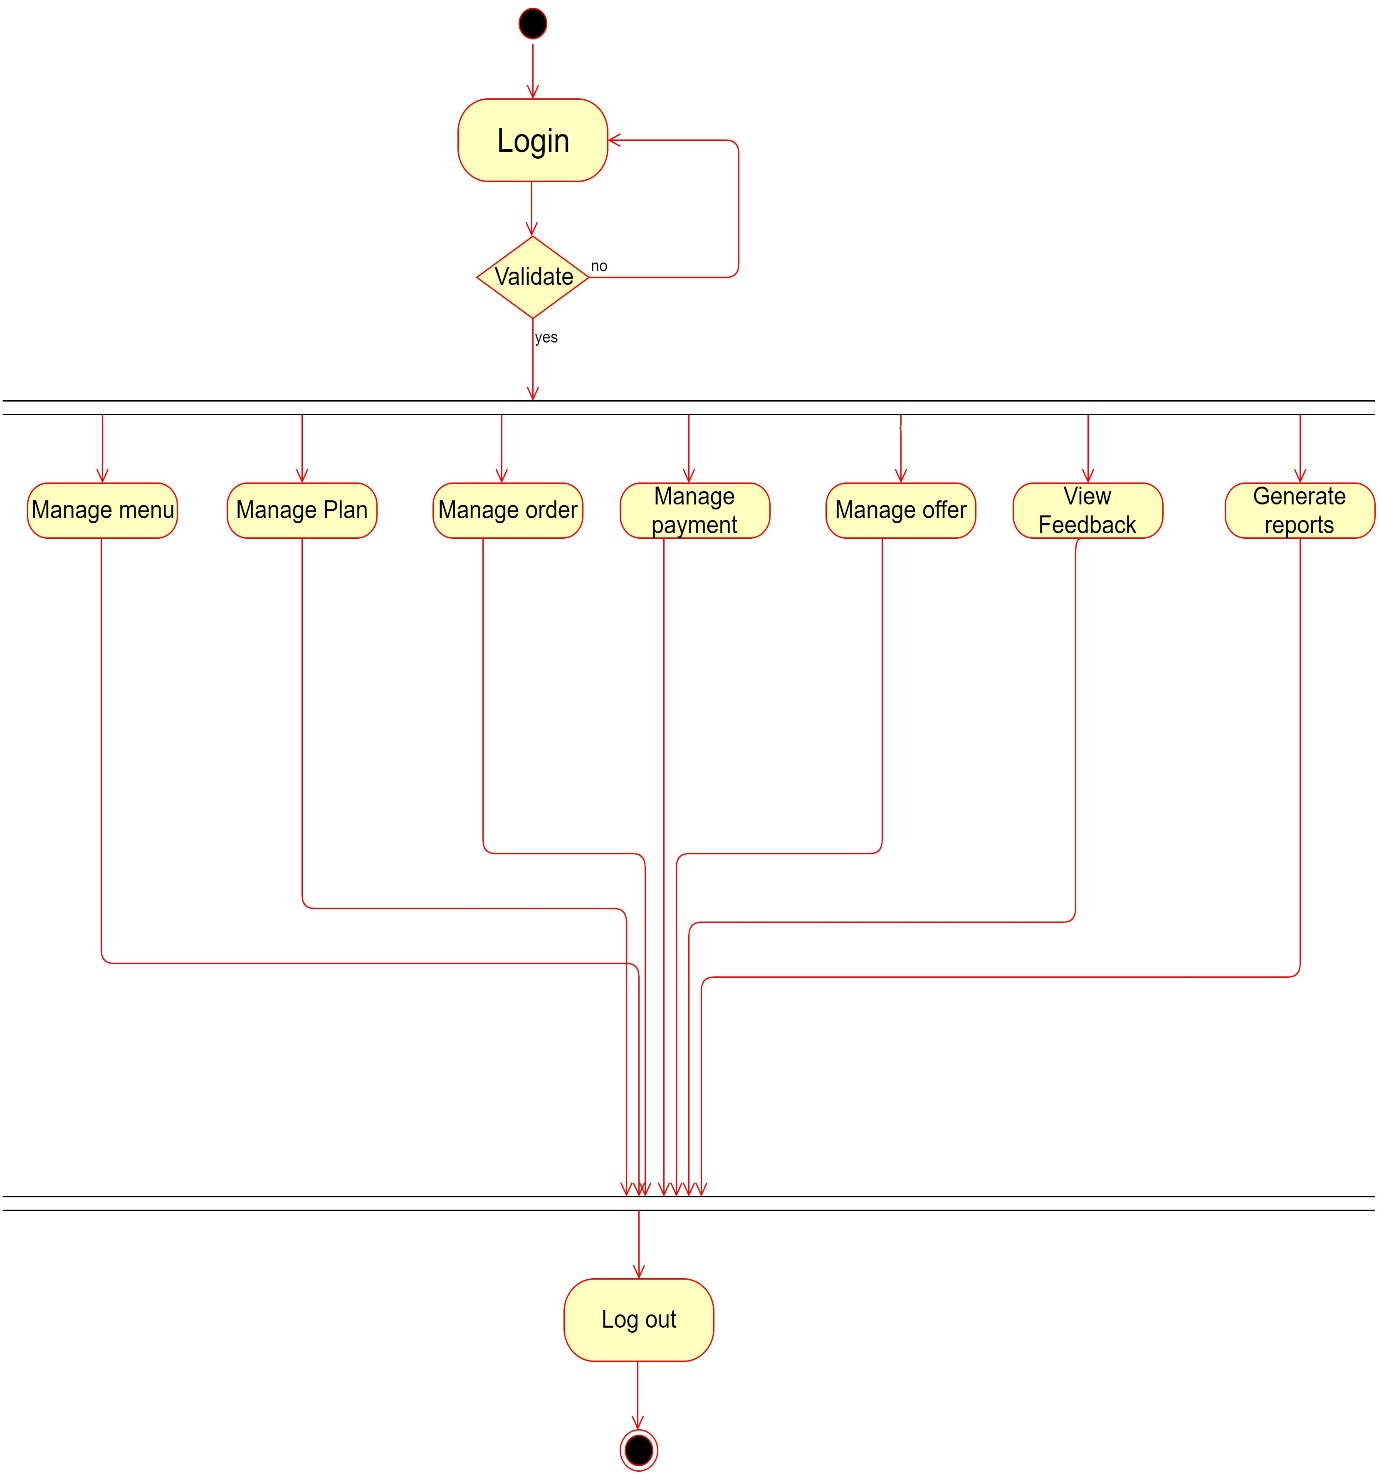 Login
Validate
no
yes
Manage menu
Manage Plan
Manage order
Manage
payment
Manage offer
View
Feedback
Generate
reports
Log out